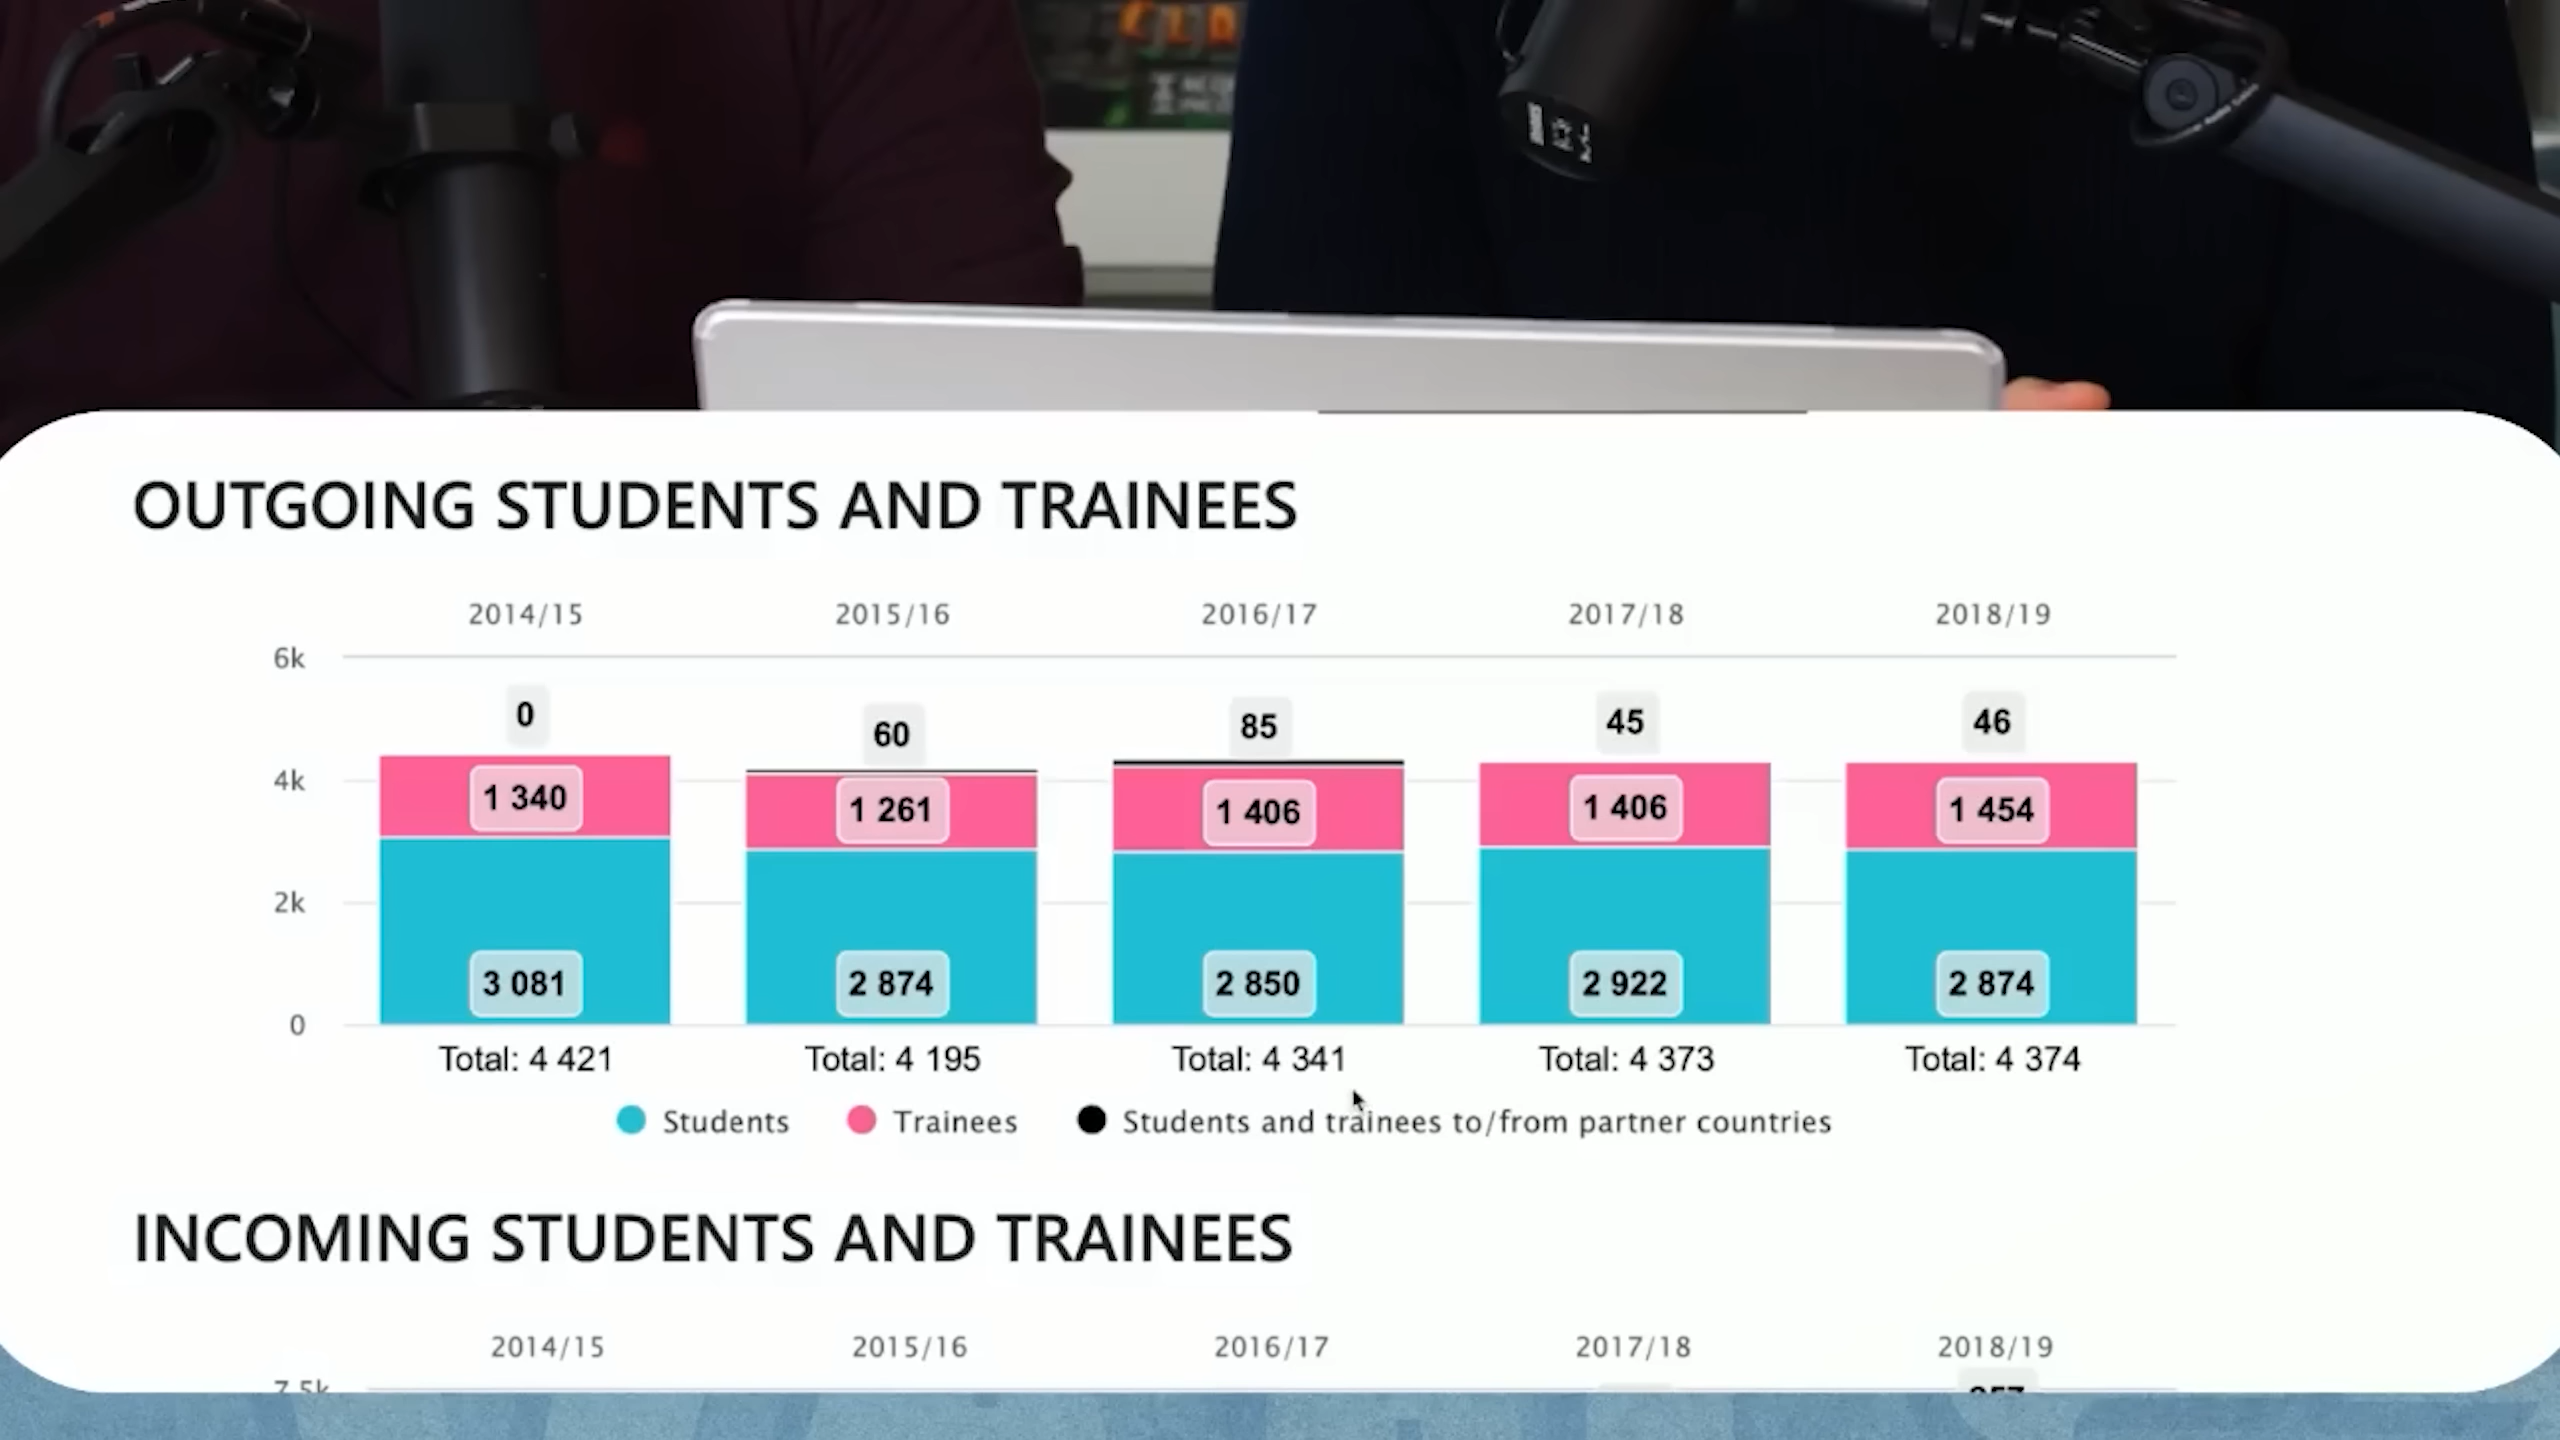 OUTGOING STUDENTS AND TRAINEES
2014/15 2015/16 2016/17 2017/18 2018/19
6k
0 60 85 45 46
4k
1 340 1 261 1 406 1 406 1 454
2k
3 081 2 874 2 850 2 922 2 874
0
Total: 4 421 Total: 4 195 Total: 4 341 Total: 4 373 Total: 4 374
Students Trainees Students and trainees to/from partner countries
INCOMING STUDENTS AND TRAINEES
2014/15 2015/16 2016/17 2017/18 2018/19
7.5k